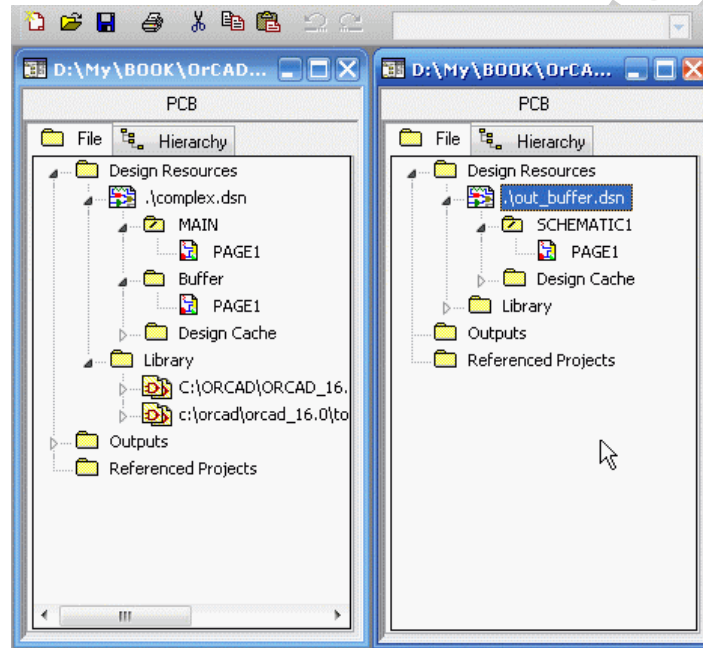 D:\My\BOOK\OrCAD...
PCB
File Hierarchy
Design Resources
.\complex.dsn
MAIN
PAGE1
Buffer
PAGE1
Design Cache
Library
C:\ORCAD\ORCAD_16.
c:\orcad\orcad_16.0\to
Outputs
Referenced Projects
D:\My\BOOK\OrCA...
PCB
File Hierarchy
Design Resources
.\out_buffer.dsn
SCHEMATIC1
PAGE1
Design Cache
Library
Outputs
Referenced Projects